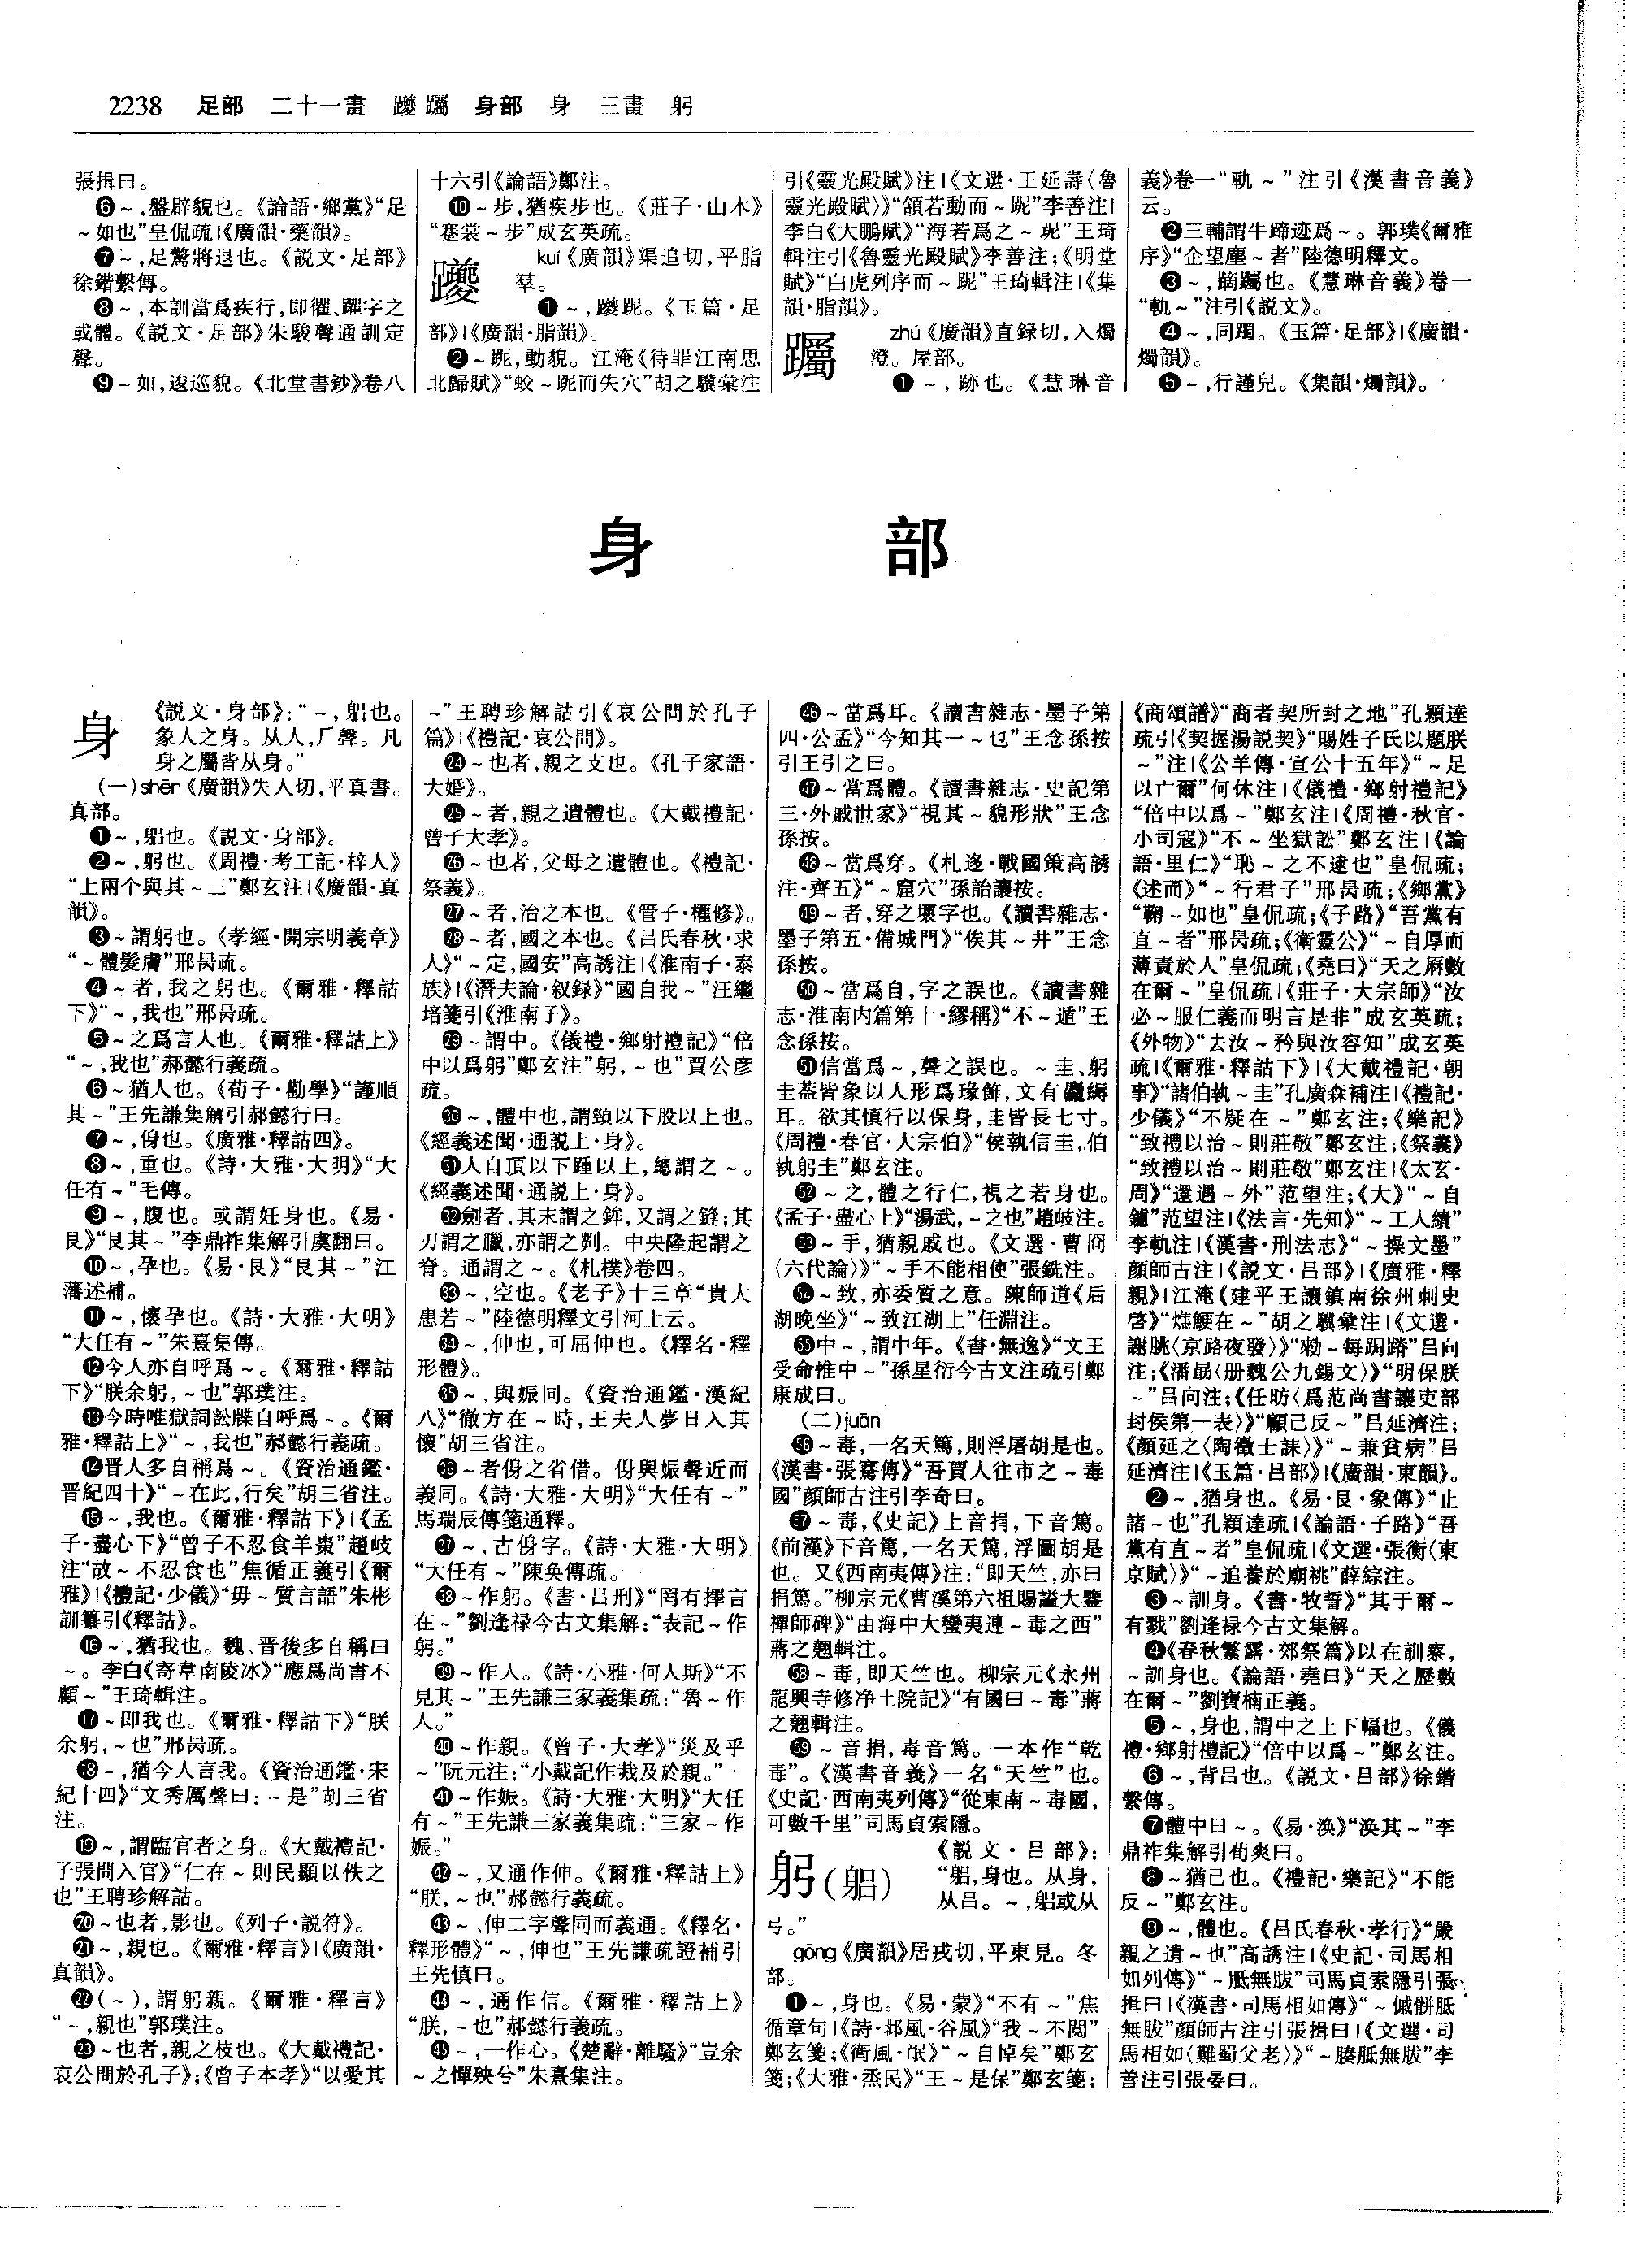 2238 足部 二十一畫 躨 躅 身部 身 三畫 躬
張揖曰。
❻～,盤辟貌也。《論語·鄉黨》“足
～如也”皇侃疏|《廣韻·藥韻》。
❼～,足驚將退也。《説文·足部》
徐鍇繫傳。
❽～,本訓當爲疾行,即忂、躍字之
或體。《説文·足部》朱駿聲通訓定
聲。
❾～如,逡巡貌。《北堂書鈔》卷八
十六引《論語》鄭注。
❿～步,猶疾步也。《莊子·山木》
“蹇裳～步”成玄英疏。
躨 kuí《廣韻》渠追切,平脂
羣。
❶～,躨跜。《玉篇·足
部》|《廣韻·脂韻》。
❷～跜,動貌。江淹《待罪江南思
北歸賦》“蛟～跜而失穴”胡之驥彙注
引《靈光殿賦》注|《文選·王延壽〈魯
靈光殿賦〉》“頷若動而～跜”李善注|
李白《大鵬賦》“海若爲之～跜”王琦
輯注引《魯靈光殿賦》李善注;《明堂
賦》“白虎列序而～跜”王琦輯注|《集
韻·脂韻》。
躅 zhú《廣韻》直録切,入燭
澄。屋部。
❶～,跡也。《慧琳音
義》卷一“軌～”注引《漢書音義》
云。
❷三輔謂牛蹄迹爲～。郭璞《爾雅
序》“企望塵～者”陸德明釋文。
❸～,蹢躅也。《慧琳音義》卷一
“軌～”注引《説文》。
❹～,同躅。《玉篇·足部》|《廣韻·
燭韻》。
❺～,行謹皃。《集韻·燭韻》。
身 部
身 《説文·身部》:“～,躳也。
象人之身。从人,厂聲。凡
身之屬皆从身。”
(一)shēn《廣韻》失人切,平真書。
真部。
❶～,躳也。《説文·身部》。
❷～,躬也。《周禮·考工記·梓人》
“上兩个與其～三”鄭玄注|《廣韻·真
韻》。
❸～謂躬也。《孝經·開宗明義章》
“～體髮膚”邢昺疏。
❹～者,我之躬也。《爾雅·釋詁
下》“～,我也”邢昺疏。
❺～之爲言人也。《爾雅·釋詁上》
“～,我也”郝懿行義疏。
❻～猶人也。《荀子·勸學》“謹順
其～”王先謙集解引郝懿行曰。
❼～,㑗也。《廣雅·釋詁四》。
❽～,重也。《詩·大雅·大明》“大
任有～”毛傳。
❾～,腹也。或謂妊身也。《易·
艮》“艮其～”李鼎祚集解引虞翻曰。
❿～,孕也。《易·艮》“艮其～”江
藩述補。
⓫～,懷孕也。《詩·大雅·大明》
“大任有～”朱熹集傳。
⓬今人亦自呼爲～。《爾雅·釋詁
下》“朕余躬,～也”郭璞注。
⓭今時唯獄詞訟牒自呼爲～。《爾
雅·釋詁上》“～,我也”郝懿行義疏。
⓮晋人多自稱爲～。《資治通鑑·
晋紀四十》“～在此,行矣”胡三省注。
⓯～,我也。《爾雅·釋詁下》|《孟
子·盡心下》“曾子不忍食羊棗”趙岐
注“故～不忍食也”焦循正義引《爾
雅》|《禮記·少儀》“毋～質言語”朱彬
訓纂引《釋詁》。
⓰～,猶我也。魏、晋後多自稱曰
～。李白《寄韋南陵冰》“應爲尚書不
顧～”王琦輯注。
⓱～即我也。《爾雅·釋詁下》“朕
余躬,～也”邢昺疏。
⓲～,猶今人言我。《資治通鑑·宋
紀十四》“文秀厲聲曰:～是”胡三省
注。
⓳～,謂臨官者之身。《大戴禮記·
子張問入官》“仁在～則民顯以佚之
也”王聘珍解詁。
⓴～也者,影也。《列子·説符》。
㉑～,親也。《爾雅·釋言》|《廣韻·
真韻》。
㉒(～),謂躬親。《爾雅·釋言》
“～,親也”郭璞注。
㉓～也者,親之枝也。《大戴禮記·
哀公問於孔子》;《曾子本孝》“以愛其
～”王聘珍解詁引《哀公問於孔子
篇》|《禮記·哀公問》。
㉔～也者,親之支也。《孔子家語·
大婚》。
㉕～者,親之遺體也。《大戴禮記·
曾子大孝》。
㉖～也者,父母之遺體也。《禮記·
祭義》。
㉗～者,治之本也。《管子·權修》。
㉘～者,國之本也。《吕氏春秋·求
人》“～定,國安”高誘注|《淮南子·泰
族》|《潛夫論·叙録》“國自我～”汪繼
培箋引《淮南子》。
㉙～謂中。《儀禮·鄉射禮記》“倍
中以爲躬”鄭玄注“躬,～也”賈公彦
疏。
㉚～,體中也,謂頸以下股以上也。
《經義述聞·通説上·身》。
㉛人自頂以下踵以上,總謂之～。
《經義述聞·通説上·身》。
㉜劍者,其末謂之鉾,又謂之鏠;其
刃謂之臘,亦謂之剡。中央隆起謂之
脊。通謂之～。《札樸》卷四。
㉝～,空也。《老子》十三章“貴大
患若～”陸德明釋文引河上云。
㉞～,伸也,可屈伸也。《釋名·釋
形體》。
㉟～,與娠同。《資治通鑑·漢紀
八》“徹方在～時,王夫人夢日入其
懷”胡三省注。
㊱～者㑗之省借。㑗與娠聲近而
義同。《詩·大雅·大明》“大任有～”
馬瑞辰傳箋通釋。
㊲～,古㑗字。《詩·大雅·大明》
“大任有～”陳奂傳疏。
㊳～作躬。《書·吕刑》“罔有擇言
在～”劉逢禄今古文集解:“表記～作
躬。”
㊴～作人。《詩·小雅·何人斯》“不
見其～”王先謙三家義集疏:“魯～作
人。”
㊵～作親。《曾子·大孝》“災及乎
～”阮元注:“小戴記作烖及於親。”
㊶～作娠。《詩·大雅·大明》“大任
有～”王先謙三家義集疏:“三家～作
娠。”
㊷～,又通作伸。《爾雅·釋詁上》
“朕,～也”郝懿行義疏。
㊸～、伸二字聲同而義通。《釋名·
釋形體》“～,伸也”王先謙疏證補引
王先慎曰。
㊹～,通作信。《爾雅·釋詁上》
“朕,～也”郝懿行義疏。
㊺～,一作心。《楚辭·離騷》“豈余
～之憚殃兮”朱熹集注。
㊻～當爲耳。《讀書雜志·墨子第
四·公孟》“今知其一～也”王念孫按
引王引之曰。
㊼～當爲體。《讀書雜志·史記第
三·外戚世家》“視其～貌形狀”王念
孫按。
㊽～當爲穿。《札迻·戰國策高誘
注·齊五》“～窟穴”孫詒讓按。
㊾～者,穿之壞字也。《讀書雜志·
墨子第五·備城門》“俟其～井”王念
孫按。
㊿～當爲自,字之誤也。《讀書雜
志·淮南内篇第十·繆稱》“不～遁”王
念孫按。
51信當爲～,聲之誤也。～圭、躬
圭蓋皆象以人形爲瑑飾,文有麤縟
耳。欲其慎行以保身,圭皆長七寸。
《周禮·春官·大宗伯》“侯執信圭,伯
執躬圭”鄭玄注。
52～之,體之行仁,視之若身也。
《孟子·盡心上》“湯武,～之也”趙岐注。
53～手,猶親戚也。《文選·曹冏
〈六代論〉》“～手不能相使”張銑注。
54～致,亦委質之意。陳師道《后
湖晚坐》“～致江湖上”任淵注。
55中～,謂中年。《書·無逸》“文王
受命惟中～”孫星衍今古文注疏引鄭
康成曰。
(二)juān
56～毒,一名天篤,則浮屠胡是也。
《漢書·張騫傳》“吾賈人往市之～毒
國”顔師古注引李奇曰。
57～毒,《史記》上音捐,下音篤。
《前漢》下音篤,一名天篤,浮圖胡是
也。又《西南夷傳》注:“即天竺,亦曰
捐篤。”柳宗元《曹溪第六祖賜謚大鑒
禪師碑》“由海中大蠻夷連～毒之西”
蔣之翹輯注。
58～毒,即天竺也。柳宗元《永州
龍興寺修净土院記》“有國曰～毒”蔣
之翹輯注。
59～音捐,毒音篤。一本作“乾
毒”。《漢書音義》一名“天竺”也。
《史記·西南夷列傳》“從東南～毒國,
可數千里”司馬貞索隱。
躬(躳) 《説文·吕部》:
“躳,身也。从身,
从吕。～,躳或从
弓。”
gōng《廣韻》居戎切,平東見。冬
部。
❶～,身也。《易·蒙》“不有～”焦
循章句|《詩·邶風·谷風》“我～不閲”
鄭玄箋;《衛風·氓》“～自悼矣”鄭玄
箋;《大雅·烝民》“王～是保”鄭玄箋;
《商頌譜》“商者契所封之地”孔穎達
疏引《契握湯説契》“賜姓子氏以題朕
～”注|《公羊傳·宣公十五年》“～足
以亡爾”何休注|《儀禮·鄉射禮記》
“倍中以爲～”鄭玄注|《周禮·秋官·
小司寇》“不～坐獄訟”鄭玄注|《論
語·里仁》“恥～之不逮也”皇侃疏;
《述而》“～行君子”邢昺疏;《鄉黨》
“鞠～如也”皇侃疏;《子路》“吾黨有
直～者”邢昺疏;《衛靈公》“～自厚而
薄責於人”皇侃疏;《堯曰》“天之厤數
在爾～”皇侃疏|《莊子·大宗師》“汝
必～服仁義而明言是非”成玄英疏;
《外物》“去汝～矜與汝容知”成玄英
疏|《爾雅·釋詁下》|《大戴禮記·朝
事》“諸伯執～圭”孔廣森補注|《禮記·
少儀》“不疑在～”鄭玄注;《樂記》
“致禮以治～則莊敬”鄭玄注;《祭義》
“致禮以治～則莊敬”鄭玄注|《太玄·
周》“還遇～外”范望注;《大》“～自
鑪”范望注|《法言·先知》“～工人績”
李軌注|《漢書·刑法志》“～操文墨”
顔師古注|《説文·吕部》|《廣雅·釋
親》|江淹《建平王讓鎮南徐州刺史
啓》“憔鯁在～”胡之驥彙注|《文選·
謝朓〈京路夜發〉》“勑～每跼蹐”吕向
注;《潘勗〈册魏公九錫文〉》“明保朕
～”吕向注;《任昉〈爲范尚書讓吏部
封侯第一表〉》“顧己反～”吕延濟注;
《顔延之〈陶徵士誄〉》“～兼貧病”吕
延濟注|《玉篇·吕部》|《廣韻·東韻》。
❷～,猶身也。《易·艮·象傳》“止
諸～也”孔穎達疏|《論語·子路》“吾
黨有直～者”皇侃疏|《文選·張衡〈東
京賦〉》“～追養於廟祧”薛綜注。
❸～訓身。《書·牧誓》“其于爾～
有戮”劉逢禄今古文集解。
❹《春秋繁露·郊祭篇》以在訓察,
～訓身也。《論語·堯曰》“天之歷數
在爾～”劉寶楠正義。
❺～,身也,謂中之上下幅也。《儀
禮·鄉射禮記》“倍中以爲～”鄭玄注。
❻～,背吕也。《説文·吕部》徐鍇
繫傳。
❼體中曰～。《易·涣》“涣其～”李
鼎祚集解引荀爽曰。
❽～猶己也。《禮記·樂記》“不能
反～”鄭玄注。
❾～,體也。《吕氏春秋·孝行》“嚴
親之遺～也”高誘注|《史記·司馬相
如列傳》“～胝無胈”司馬貞索隱引張
揖曰|《漢書·司馬相如傳》“～傶骿胝
無胈”顔師古注引張揖曰|《文選·司
馬相如〈難蜀父老〉》“～腠胝無胈”李
善注引張晏曰。